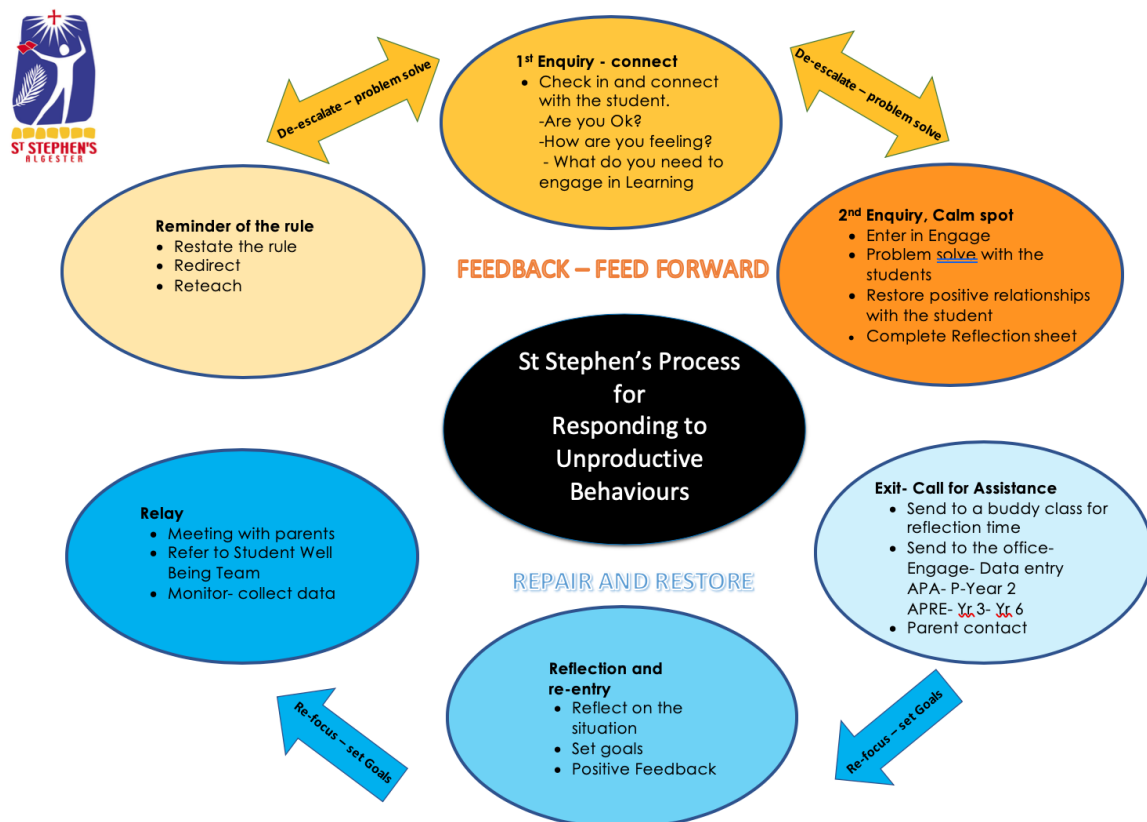 ST STEPHEN'S
ALGESTER
De-escalate – problem solve
1st Enquiry - connect
• Check in and connect
with the student.
-Are you Ok?
-How are you feeling?
- What do you need to
engage in Learning
De-escalate – problem solve
Reminder of the rule
• Restate the rule
• Redirect
• Reteach
2nd Enquiry, Calm spot
• Enter in Engage
• Problem solve with the
students
• Restore positive relationships
with the student
• Complete Reflection sheet
FEEDBACK – FEED FORWARD
St Stephen's Process
for
Responding to
Unproductive
Behaviours
Relay
• Meeting with parents
• Refer to Student Well
Being Team
• Monitor- collect data
Exit- Call for Assistance
• Send to a buddy class for
reflection time
• Send to the office-
Engage- Data entry
APA- P-Year 2
APRE- Yr 3- Yr 6
• Parent contact
REPAIR AND RESTORE
Reflection and
re-entry
• Reflect on the
situation
• Set goals
• Positive Feedback
Re-focus – set Goals
Re-focus – set Goals